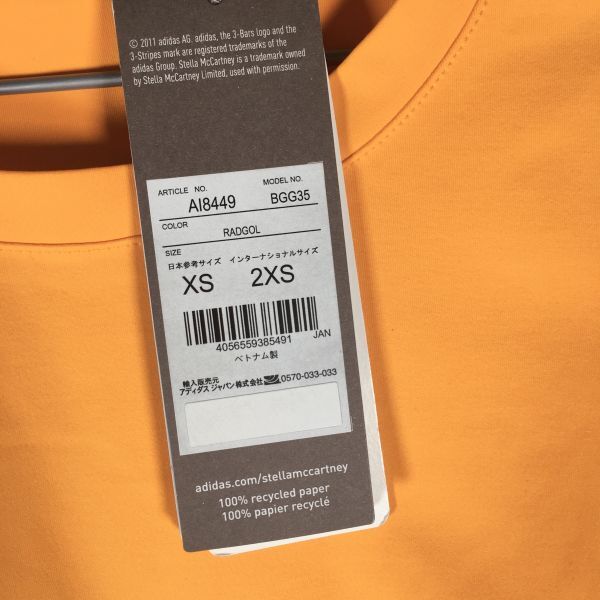 © 2011 adidas AG. adidas, the 3-Bars logo and the
3-Stripes mark are registered trademarks of the
adidas Group. Stella McCartney is a trademark owned
by Stella McCartney Limited, used with permission.
ARTICLE NO. MODEL NO.
AI8449 BGG35
COLOR
RADGOL
SIZE
日本参考サイズ インターナショナルサイズ
XS 2XS
4056559385491 JAN
ベトナム製
輸入販売元
アディダス ジャパン株式会社 0570-033-033
adidas.com/stellamccartney
100% recycled paper
100% papier recyclé